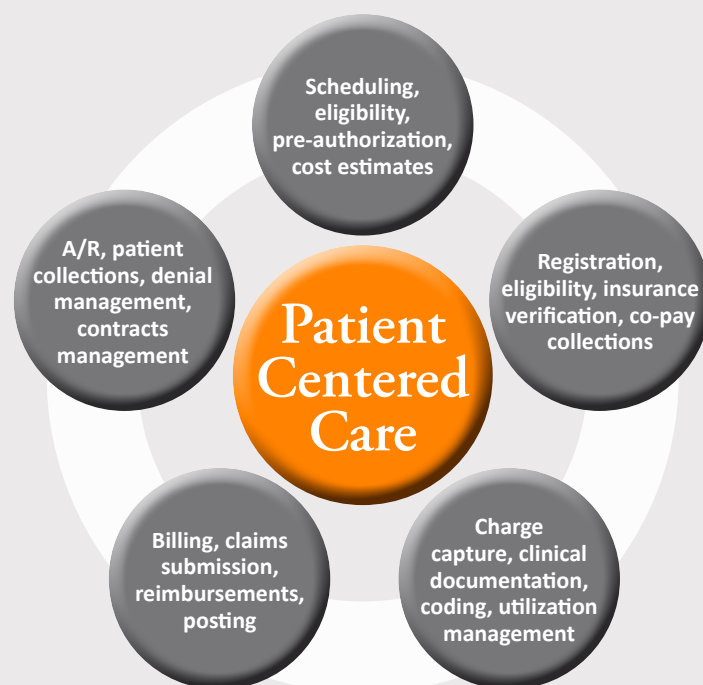 Scheduling,
eligibility,
pre-authorization,
cost estimates
A/R, patient
collections, denial
management,
contracts
management
Patient
Centered
Care
Registration,
eligibility, insurance
verification, co-pay
collections
Billing, claims
submission,
reimbursements,
posting
Charge
capture, clinical
documentation,
coding, utilization
management